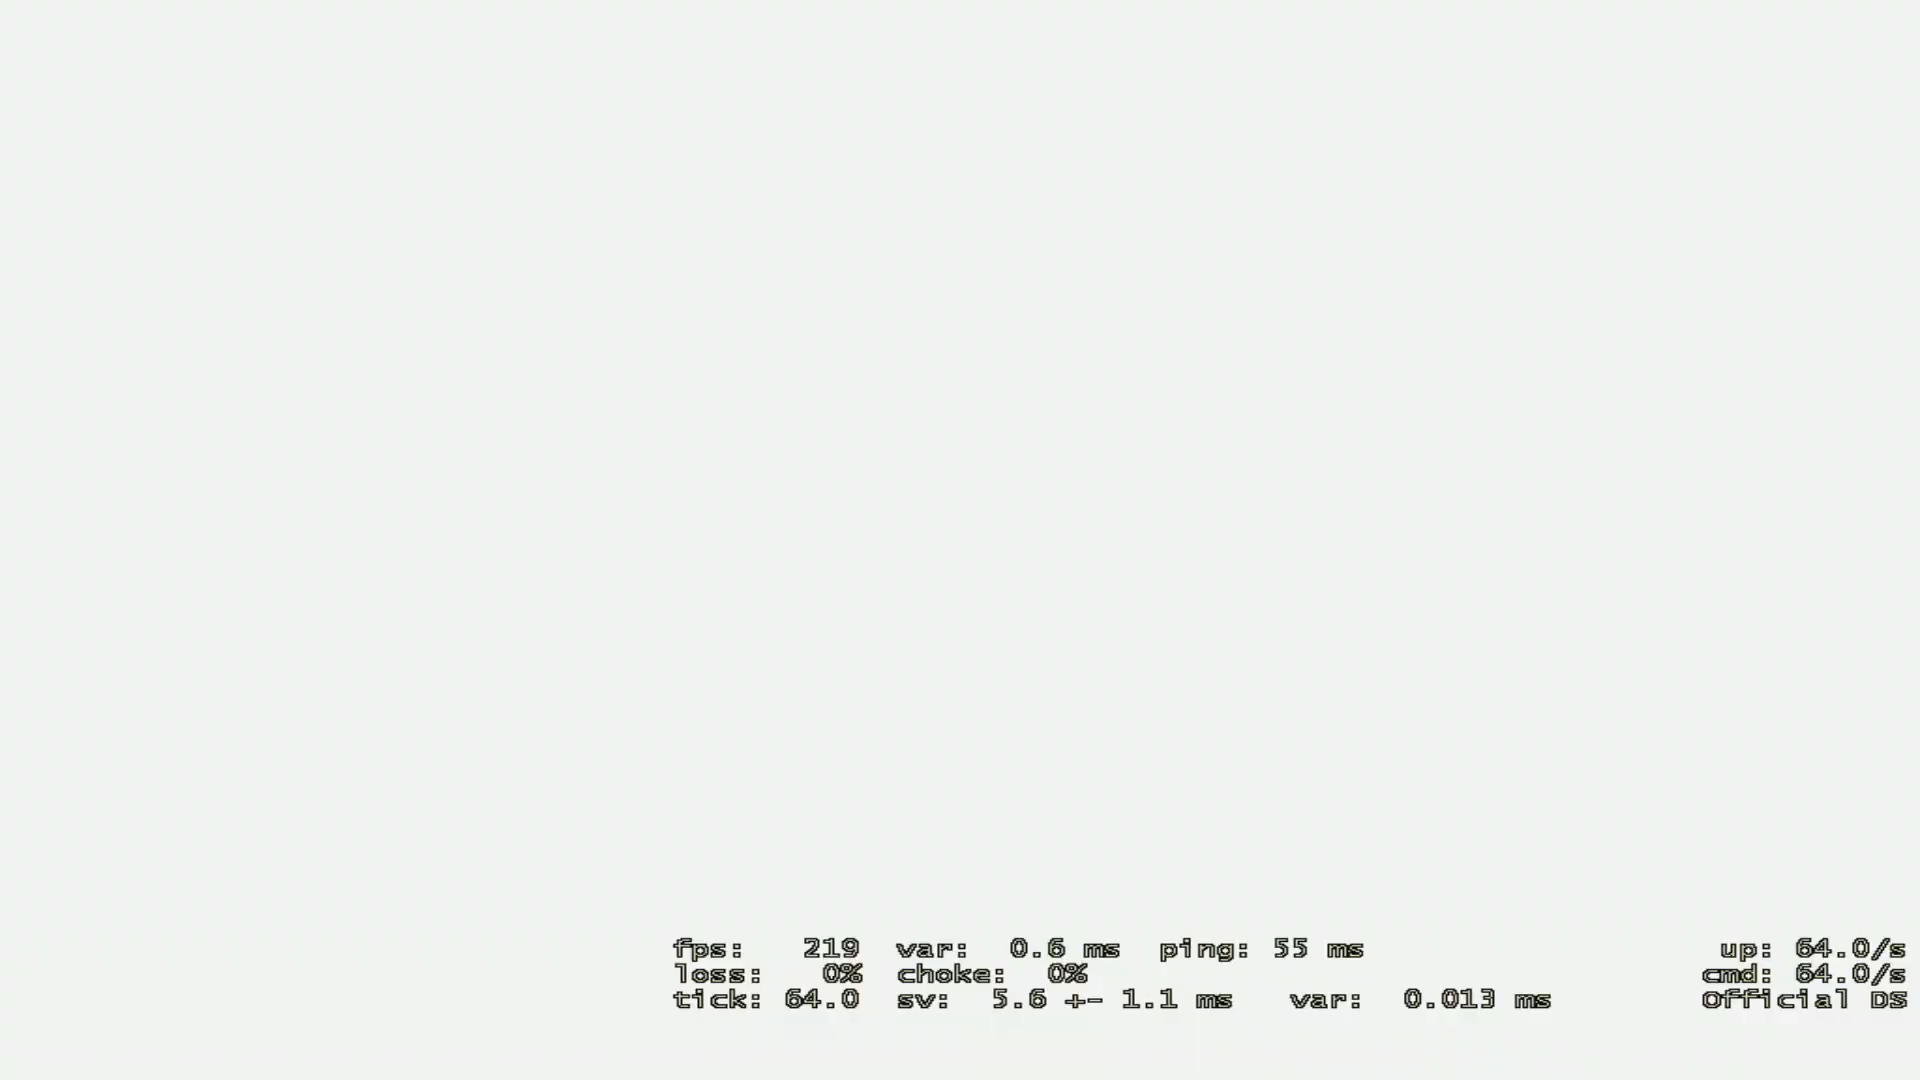 fps: 219 var: 0.6 ms ping: 55 ms up: 64.0/s
loss: 0% choke: 0% cmd: 64.0/s
tick: 64.0 sv: 5.6 +- 1.1 ms var: 0.013 ms Official DS